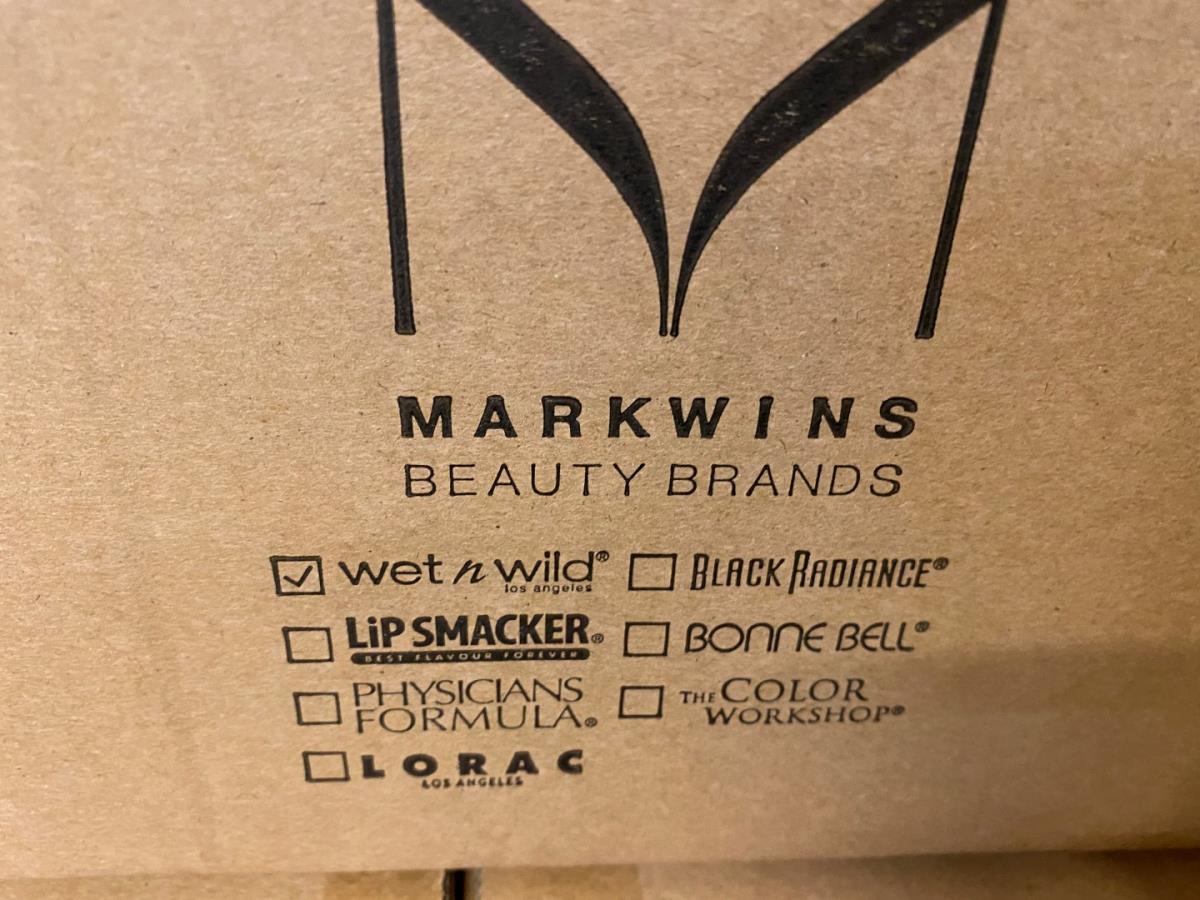 MARKWINS
BEAUTY BRANDS
wet n wild®
los angeles
BLACK RADIANCE®
LiP SMACKER®
BEST FLAVOUR FOREVER
BONNE BELL®
PHYSICIANS
FORMULA®
THE COLOR
WORKSHOP®
LORAC
LOS ANGELES